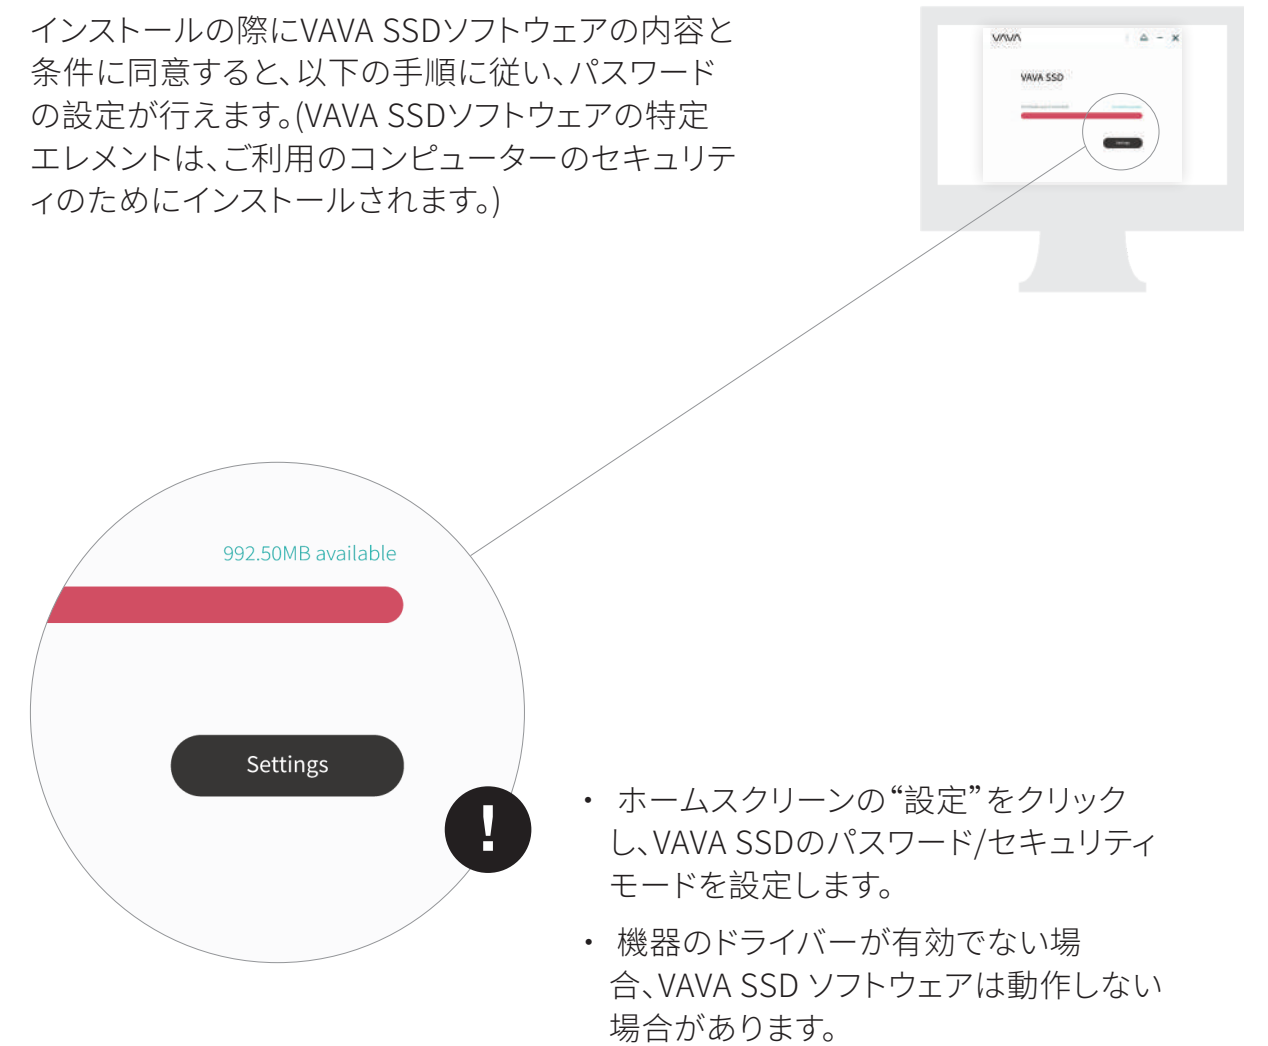 インストールの際にVAVA SSDソフトウェアの内容と
条件に同意すると、以下の手順に従い、パスワード
の設定が行えます。(VAVA SSDソフトウェアの特定
エレメントは、ご利用のコンピューターのセキュリテ
ィのためにインストールされます。)
VAVA
VAVA SSD
992.50MB available
Settings
!
・ ホームスクリーンの“設定”をクリック
し、VAVA SSDのパスワード/セキュリティ
モードを設定します。
・ 機器のドライバーが有効でない場
合、VAVA SSD ソフトウェアは動作しない
場合があります。